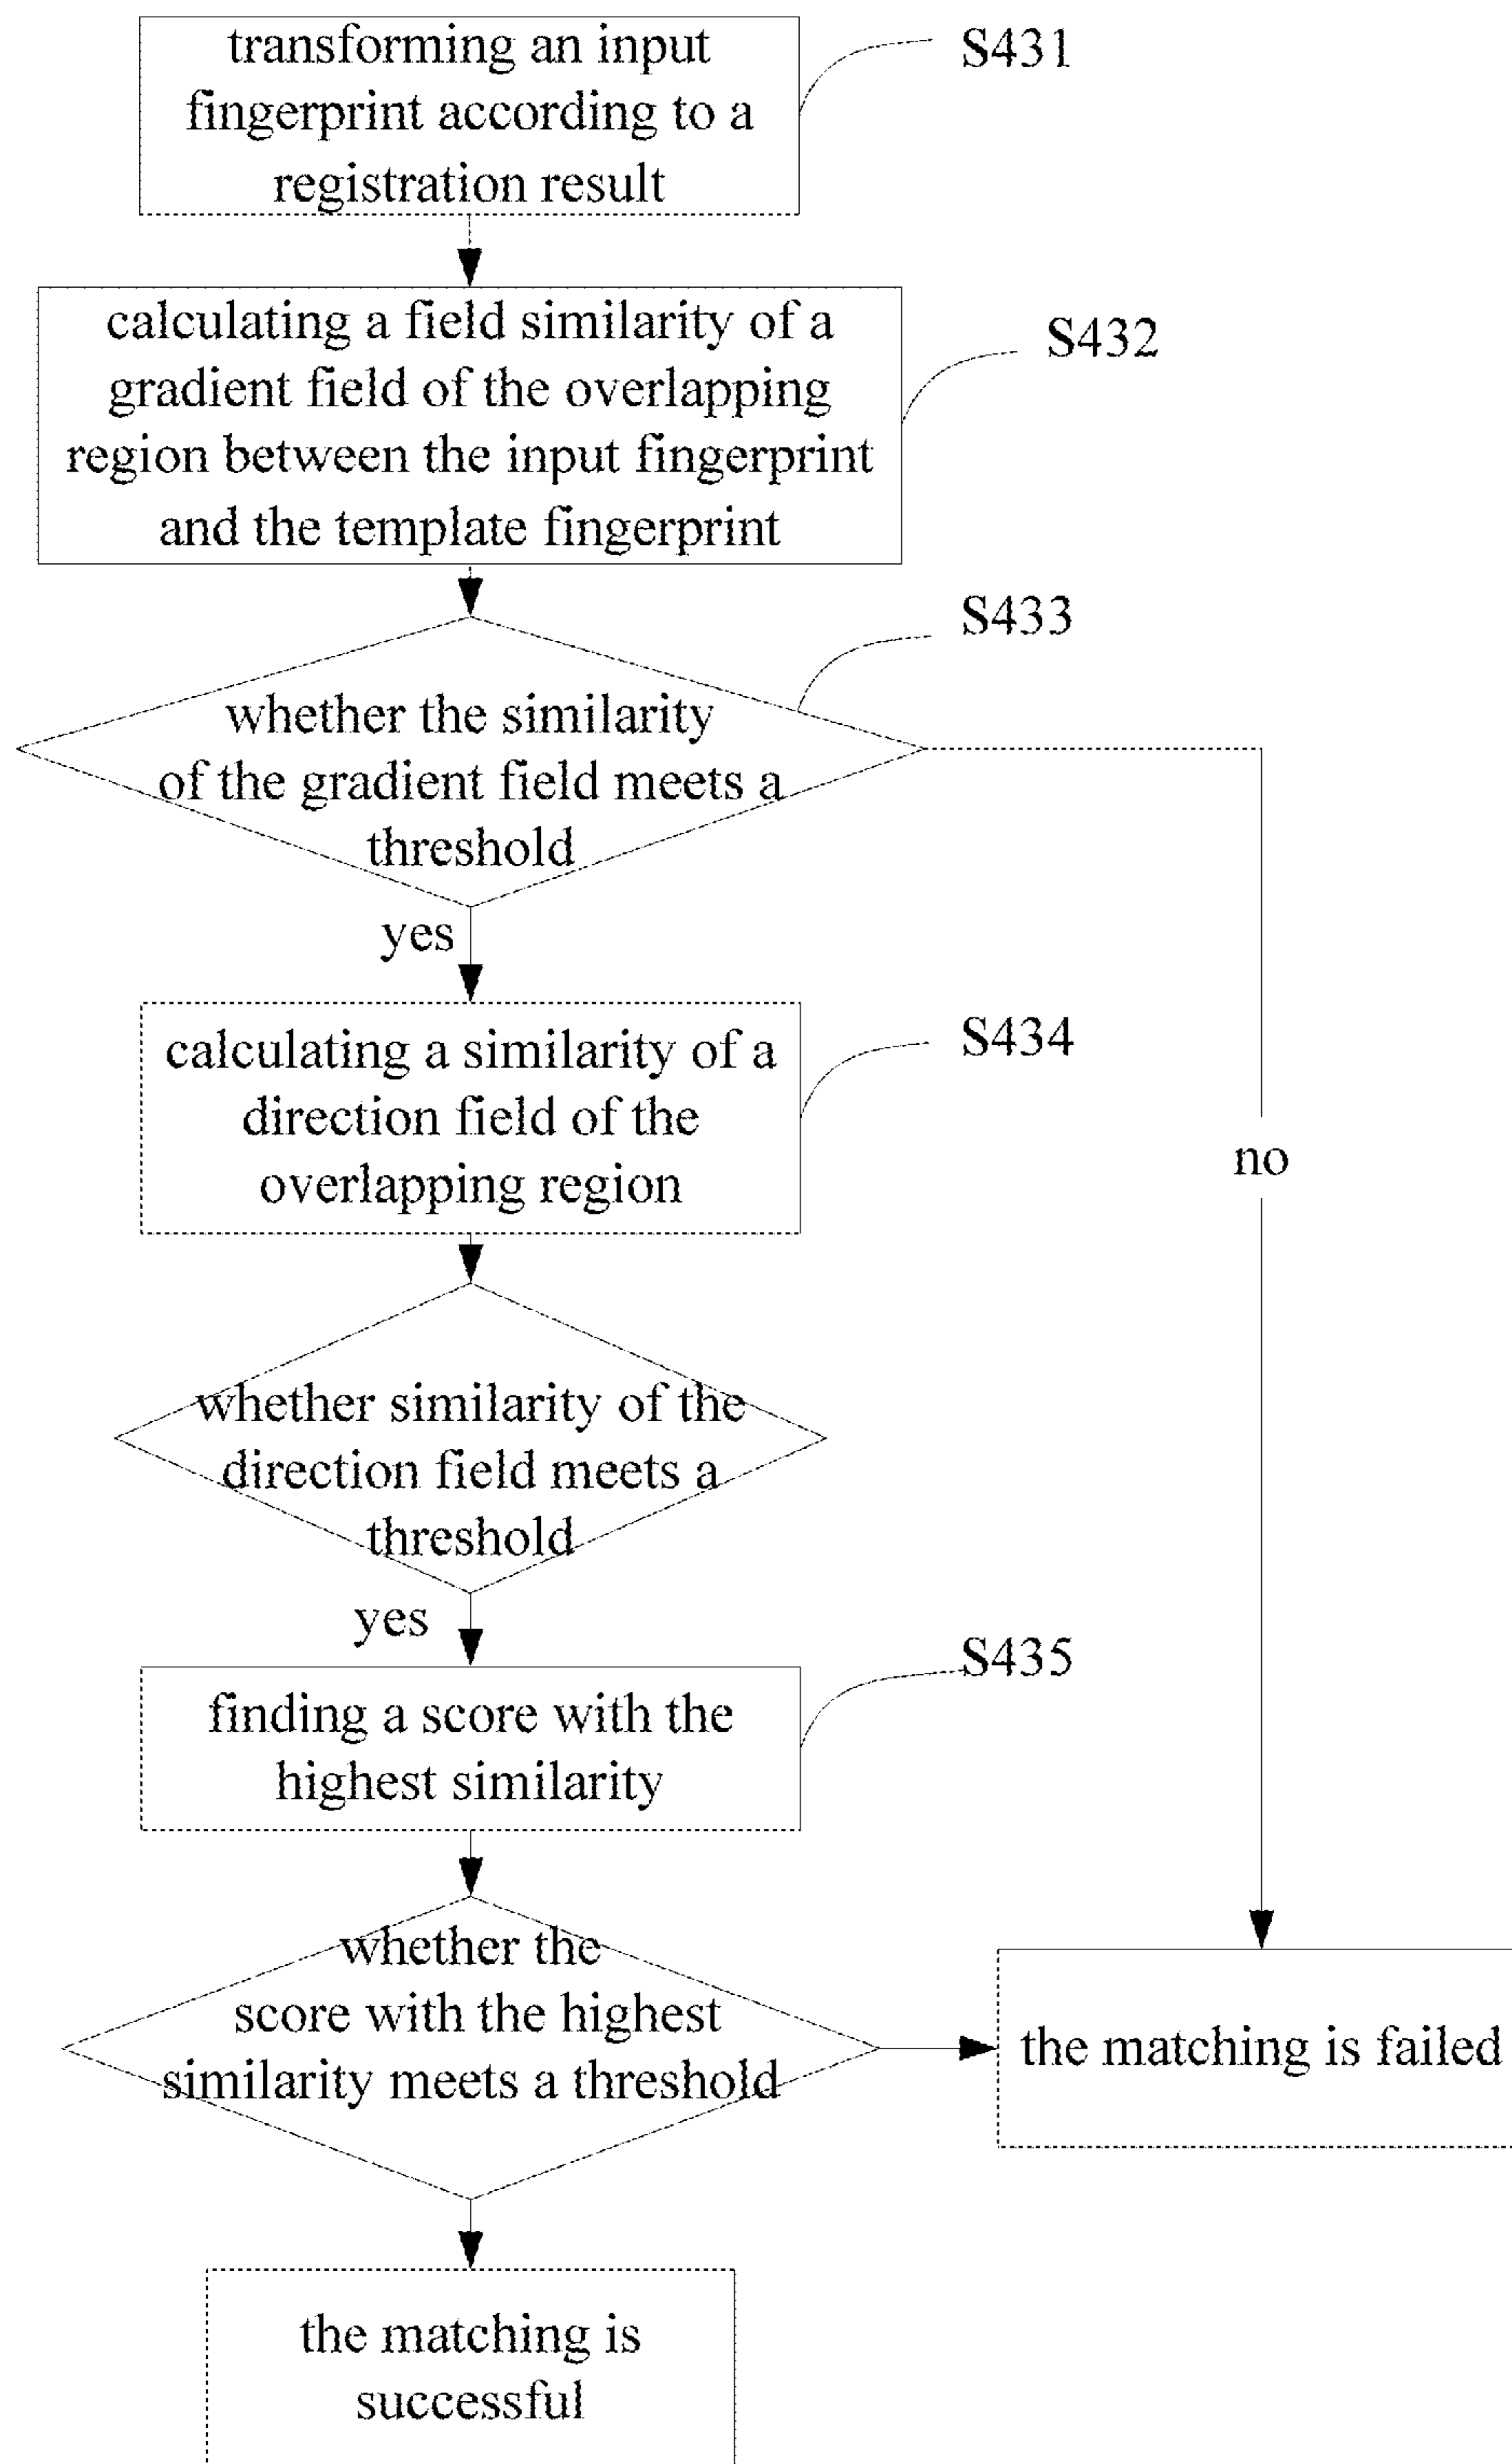 transforming an input
fingerprint according to a
registration result
S431
calculating a field similarity of a
gradient field of the overlapping
region between the input fingerprint
and the template fingerprint
S432
whether the similarity
of the gradient field meets a
threshold
S433
yes
calculating a similarity of a
direction field of the
overlapping region
S434
no
whether similarity of the
direction field meets a
threshold
yes
finding a score with the
highest similarity
S435
whether the
score with the highest
similarity meets a threshold
the matching is failed
the matching is
successful